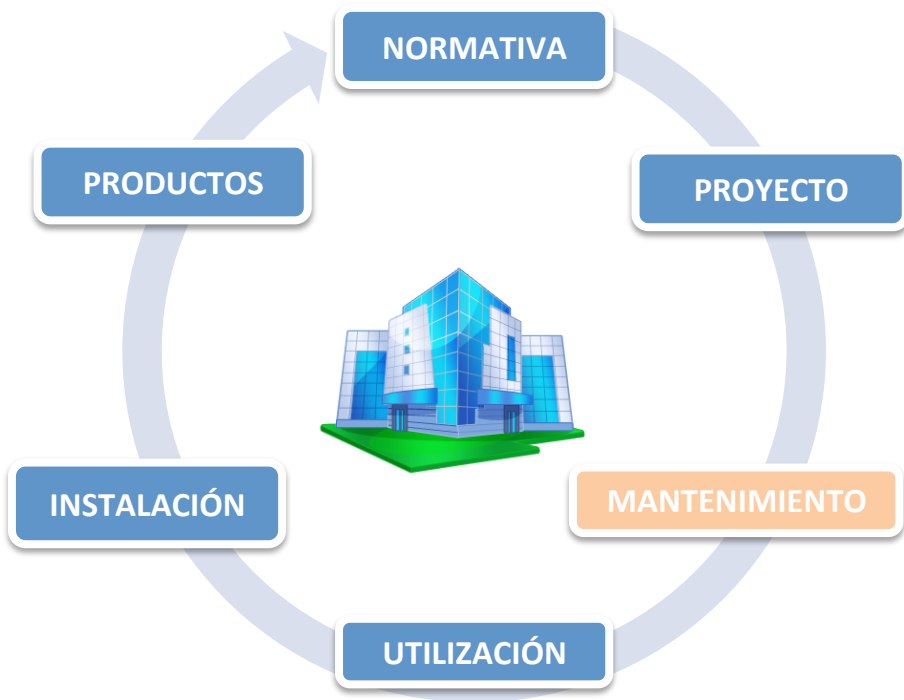 NORMATIVA
PROYECTO
MANTENIMIENTO
UTILIZACIÓN
INSTALACIÓN
PRODUCTOS